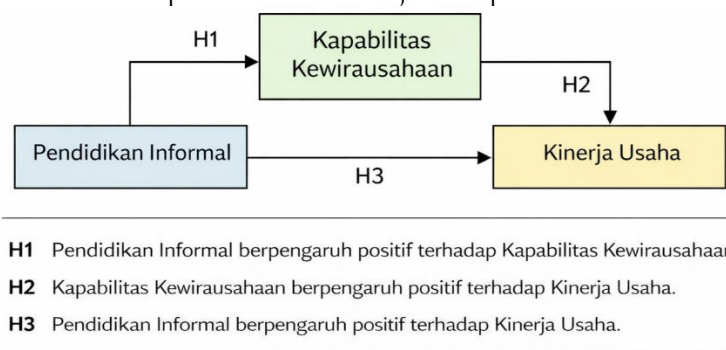 H1
Kapabilitas
Kewirausahaan
H2
Pendidikan Informal
Kinerja Usaha
H3
H1 Pendidikan Informal berpengaruh positif terhadap Kapabilitas Kewirausahaan
H2 Kapabilitas Kewirausahaan berpengaruh positif terhadap Kinerja Usaha.
H3 Pendidikan Informal berpengaruh positif terhadap Kinerja Usaha.